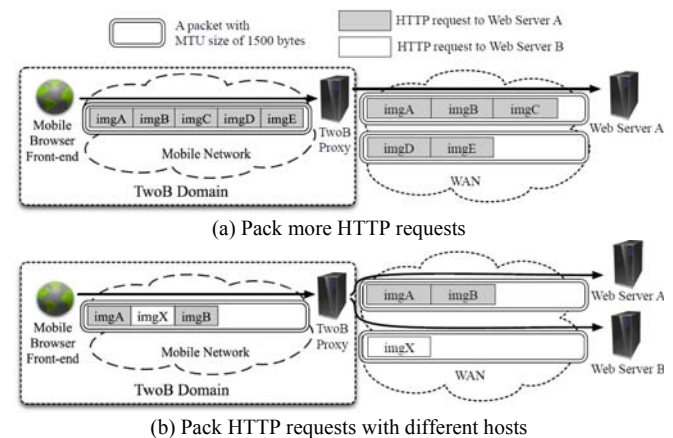 A packet with
MTU size of 1500 bytes
HTTP request to Web Server A
HTTP request to Web Server B
Mobile
Browser
Front-end
imgA imgB imgC imgD imgE
Mobile Network
TwoB Domain
TwoB
Proxy
imgA imgB imgC
imgD imgE
WAN
Web Server A
(a) Pack more HTTP requests
Mobile
Browser
Front-end
imgA imgX imgB
Mobile Network
TwoB Domain
TwoB
Proxy
imgA imgB
imgX
WAN
Web Server A
Web Server B
(b) Pack HTTP requests with different hosts